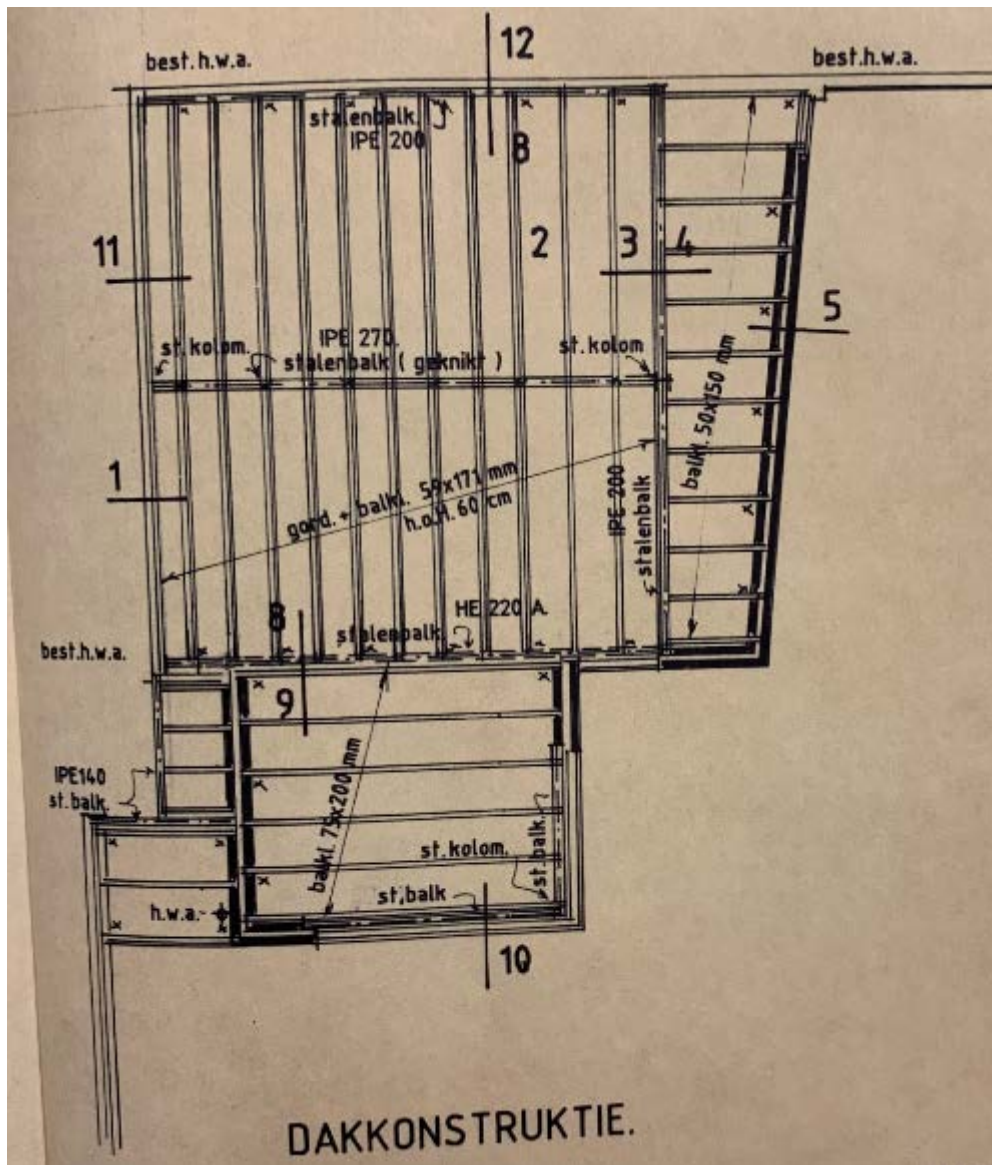 12
best.h.w.a.
best.h.w.a.
stalenbalk.
IPE 200
8
11
2
3
4
5
IPE 270.
st.kolom.
stalenbalk ( geknikt )
st.kolom
balkl. 50x150 mm
1
gord. + balkl. 59x171 mm
h.o.H. 60 cm
IPE 200
stalenbalk
8
HE 220 A.
stalenbalk
best.h.w.a.
9
IPE140
st.balk.
balkl. 75x200 mm
st.kolom.
st.balk.
st.balk
h.w.a.
10
DAKKONSTRUKTIE.